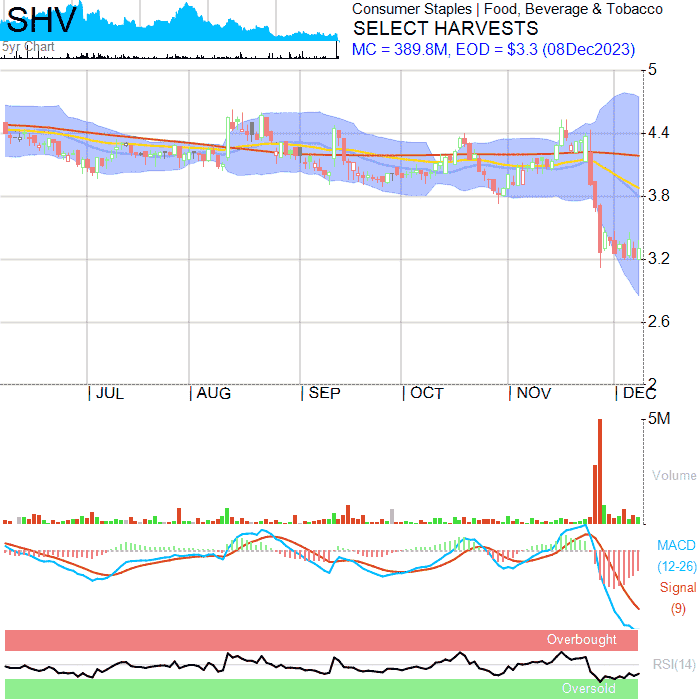 SHV
5yr Chart
Consumer Staples | Food, Beverage & Tobacco
SELECT HARVESTS
MC = 389.8M, EOD = $3.3 (08Dec2023)
5
4.4
3.8
3.2
2.6
2
JUL AUG SEP OCT NOV DEC
5M
Volume
MACD
(12-26)
Signal
(9)
Overbought
RSI(14)
Oversold